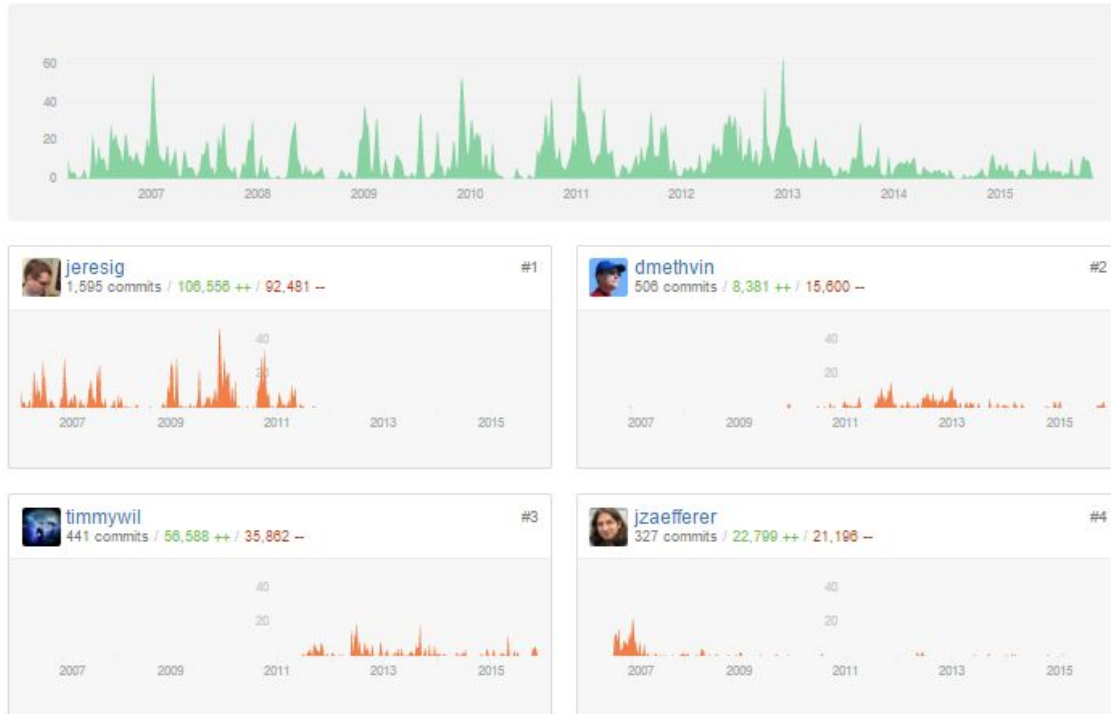 60
40
20
0
2007 2008 2009 2010 2011 2012 2013 2014 2015
jeresig #1
1,595 commits / 106,556 ++ / 92,481 --
40
20
2007 2009 2011 2013 2015
dmethvin #2
506 commits / 8,381 ++ / 15,600 --
40
20
2007 2009 2011 2013 2015
timmywil #3
441 commits / 56,588 ++ / 35,862 --
40
20
2007 2009 2011 2013 2015
jzaefferer #4
327 commits / 22,799 ++ / 21,196 --
40
20
2007 2009 2011 2013 2015